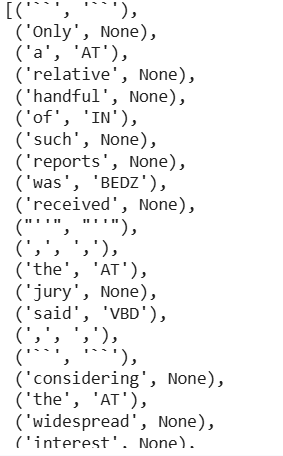 [('``', '``'),
('Only', None),
('a', 'AT'),
('relative', None),
('handful', None),
('of', 'IN'),
('such', None),
('reports', None),
('was', 'BEDZ'),
('received', None),
("''", "''"),
(',', ','),
('the', 'AT'),
('jury', None),
('said', 'VBD'),
(',', ','),
('``', '``'),
('considering', None),
('the', 'AT'),
('widespread', None),
('interest', None),